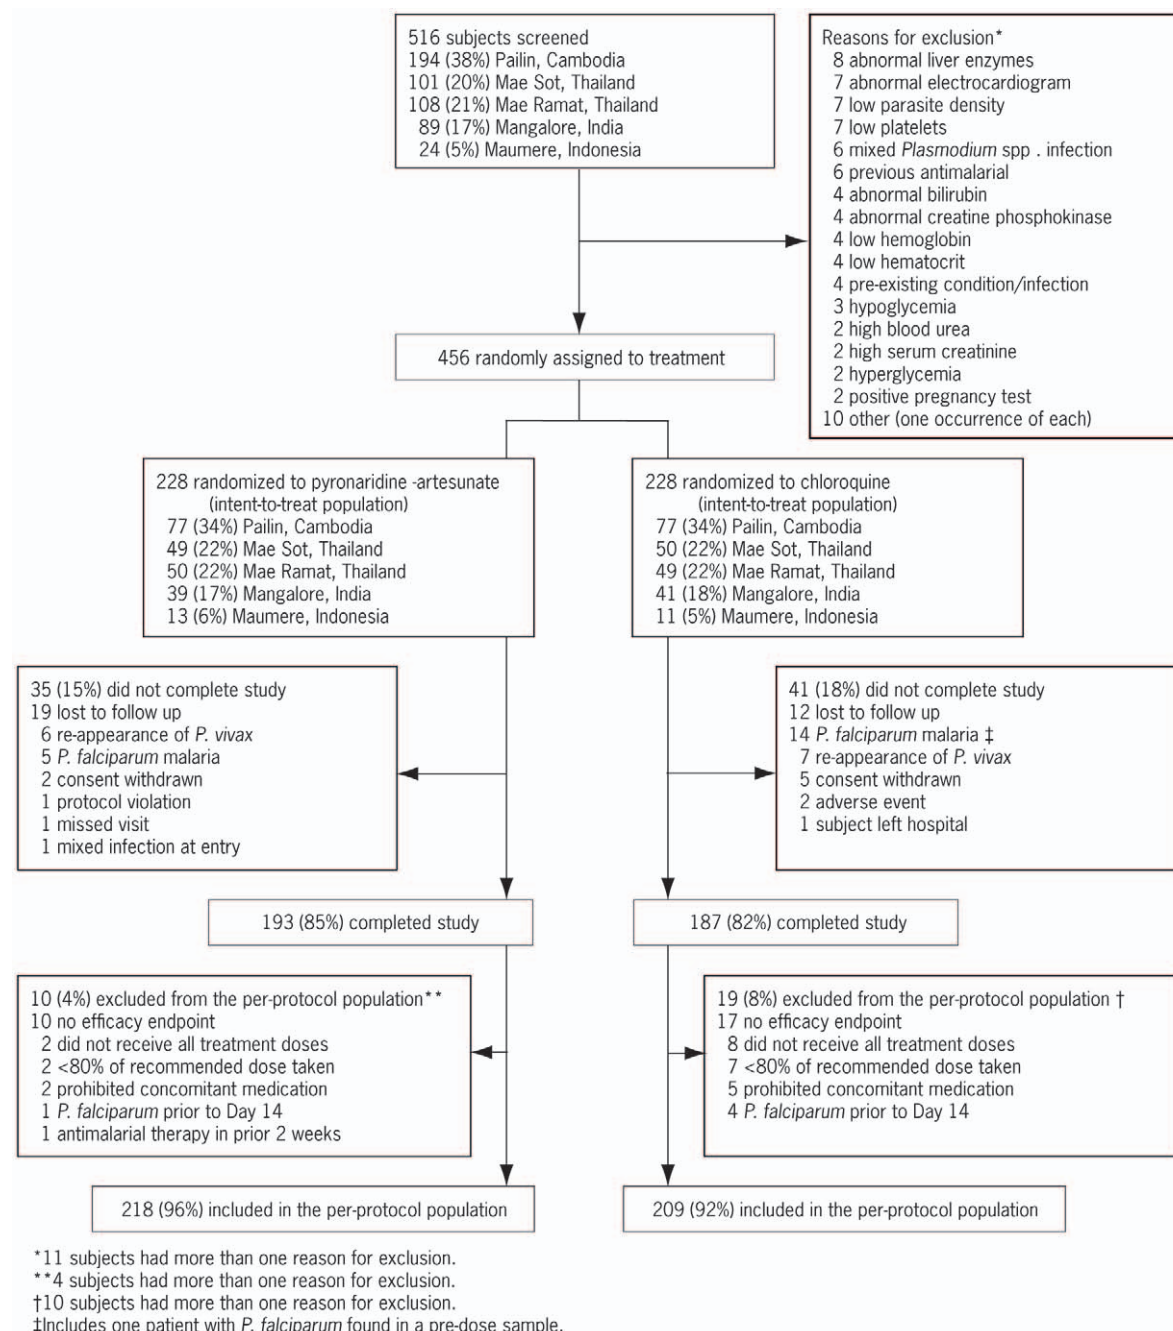 516 subjects screened
194 (38%) Pailin, Cambodia
101 (20%) Mae Sot, Thailand
108 (21%) Mae Ramat, Thailand
89 (17%) Mangalore, India
24 (5%) Maumere, Indonesia
Reasons for exclusion*
8 abnormal liver enzymes
7 abnormal electrocardiogram
7 low parasite density
7 low platelets
6 mixed Plasmodium spp . infection
6 previous antimalarial
4 abnormal bilirubin
4 abnormal creatine phosphokinase
4 low hemoglobin
4 low hematocrit
4 pre-existing condition/infection
3 hypoglycemia
2 high blood urea
2 high serum creatinine
2 hyperglycemia
2 positive pregnancy test
10 other (one occurrence of each)
456 randomly assigned to treatment
228 randomized to pyronaridine -artesunate
(intent-to-treat population)
77 (34%) Pailin, Cambodia
49 (22%) Mae Sot, Thailand
50 (22%) Mae Ramat, Thailand
39 (17%) Mangalore, India
13 (6%) Maumere, Indonesia
228 randomized to chloroquine
(intent-to-treat population)
77 (34%) Pailin, Cambodia
50 (22%) Mae Sot, Thailand
49 (22%) Mae Ramat, Thailand
41 (18%) Mangalore, India
11 (5%) Maumere, Indonesia
35 (15%) did not complete study
19 lost to follow up
6 re-appearance of P. vivax
5 P. falciparum malaria
2 consent withdrawn
1 protocol violation
1 missed visit
1 mixed infection at entry
41 (18%) did not complete study
12 lost to follow up
14 P. falciparum malaria ‡
7 re-appearance of P. vivax
5 consent withdrawn
2 adverse event
1 subject left hospital
193 (85%) completed study
187 (82%) completed study
10 (4%) excluded from the per-protocol population**
10 no efficacy endpoint
2 did not receive all treatment doses
2 <80% of recommended dose taken
2 prohibited concomitant medication
1 P. falciparum prior to Day 14
1 antimalarial therapy in prior 2 weeks
19 (8%) excluded from the per-protocol population †
17 no efficacy endpoint
8 did not receive all treatment doses
7 <80% of recommended dose taken
5 prohibited concomitant medication
4 P. falciparum prior to Day 14
218 (96%) included in the per-protocol population
209 (92%) included in the per-protocol population
*11 subjects had more than one reason for exclusion.
**4 subjects had more than one reason for exclusion.
†10 subjects had more than one reason for exclusion.
‡Includes one patient with P. falciparum found in a pre-dose sample.